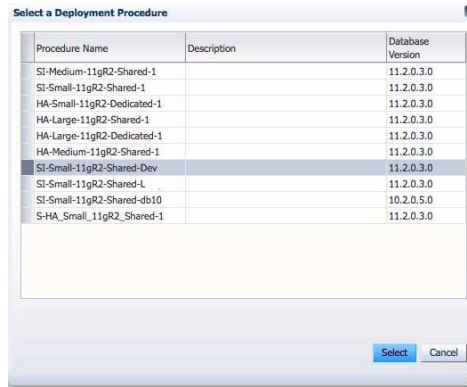 Select a Deployment Procedure
Procedure Name Description Database Version
SI-Medium-11gR2-Shared-1 11.2.0.3.0
SI-Small-11gR2-Shared-1 11.2.0.3.0
HA-Small-11gR2-Dedicated-1 11.2.0.3.0
HA-Large-11gR2-Shared-1 11.2.0.3.0
HA-Large-11gR2-Dedicated-1 11.2.0.3.0
HA-Medium-11gR2-Shared-1 11.2.0.3.0
SI-Small-11gR2-Shared-Dev 11.2.0.3.0
SI-Small-11gR2-Shared-L 11.2.0.3.0
SI-Small-11gR2-Shared-db10 10.2.0.5.0
S-HA_Small_11gR2_Shared-1 11.2.0.3.0
Select Cancel